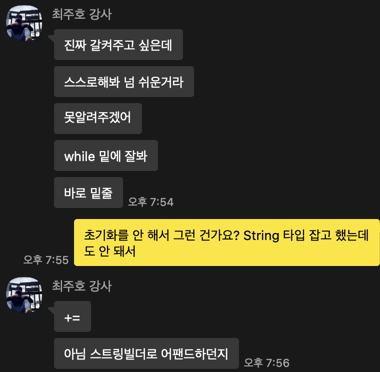 최주호 강사
진짜 갈켜주고 싶은데
스스로해봐 넘 쉬운거라
못알려주겠어
while 밑에 잘봐
바로 밑줄
오후 7:54
초기화를 안 해서 그런 건가요? String 타입 잡고 했는데
도 안 돼서
오후 7:55
최주호 강사
+=
아님 스트링빌더로 어팬드하던지
오후 7:56